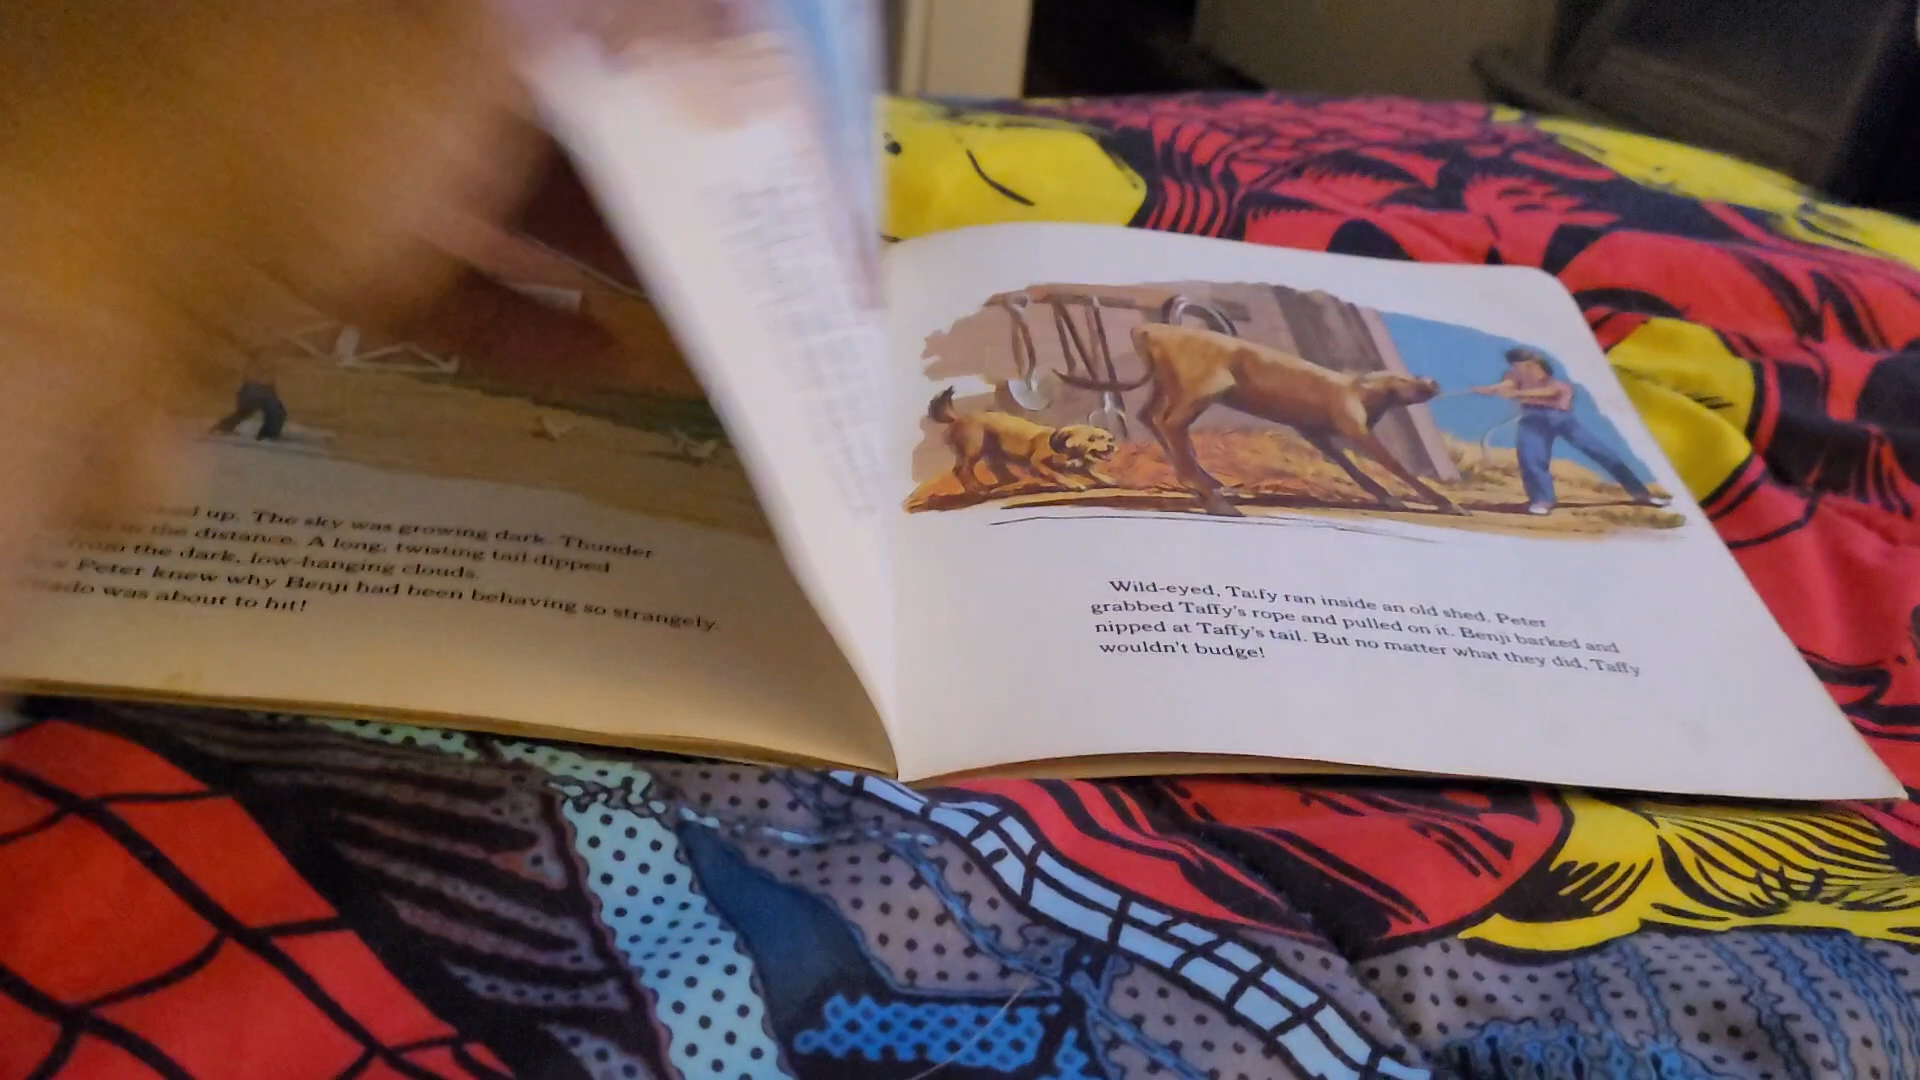 up. The sky was growing dark. Thunder
in the distance. A long, twisting tail dipped
from the dark, low-hanging clouds.
Peter knew why Benji had been behaving so strangely.
was about to hit!
Wild-eyed, Taffy ran inside an old shed. Peter
grabbed Taffy's rope and pulled on it. Benji barked and
nipped at Taffy's tail. But no matter what they did, Taffy
wouldn't budge!